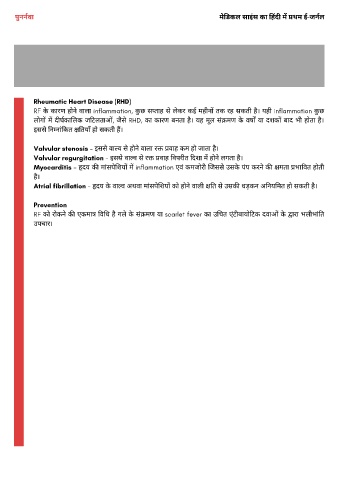 पुनर्नवा
मेडिकल साइंस का हिंदी में प्रथम ई-जर्नल
Rheumatic Heart Disease [RHD]
RF के कारण होने वाला inflammation, कुछ सप्ताह से लेकर कई महीनों तक रह सकती है। यही Inflammation कुछ
लोगों में दीर्घकालिक जटिलताओं, जैसे RHD, का कारण बनता है। यह मूल संक्रमण के वर्षों या दशकों बाद भी होता है।
इससे निम्नांकित क्षतियाँ हो सकती हैं।
Valvular stenosis – इससे वाल्व से होने वाला रक्त प्रवाह कम हो जाता है।
Valvular regurgitation – इससे वाल्व से रक्त प्रवाह विपरीत दिशा में होने लगता है।
Myocarditis – हृदय की मांसपेशियों में inflammation एवं कमजोरी जिससे उसके पंप करने की क्षमता प्रभावित होती
है।
Atrial fibrillation – हृदय के वाल्व अथवा मांसपेशियों को होने वाली क्षति से उसकी धड़कन अनियमित हो सकती है।
Prevention
RF को रोकने की एकमात्र विधि है गले के संक्रमण या scarlet fever का उचित एंटीबायोटिक दवाओं के द्वारा भलीभांति
उपचार।